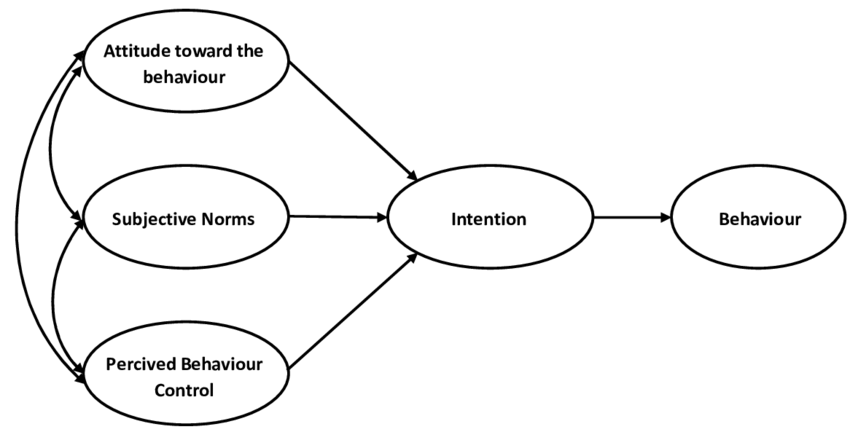 Attitude toward the
behaviour
Subjective Norms
Intention
Behaviour
Percived Behaviour
Control